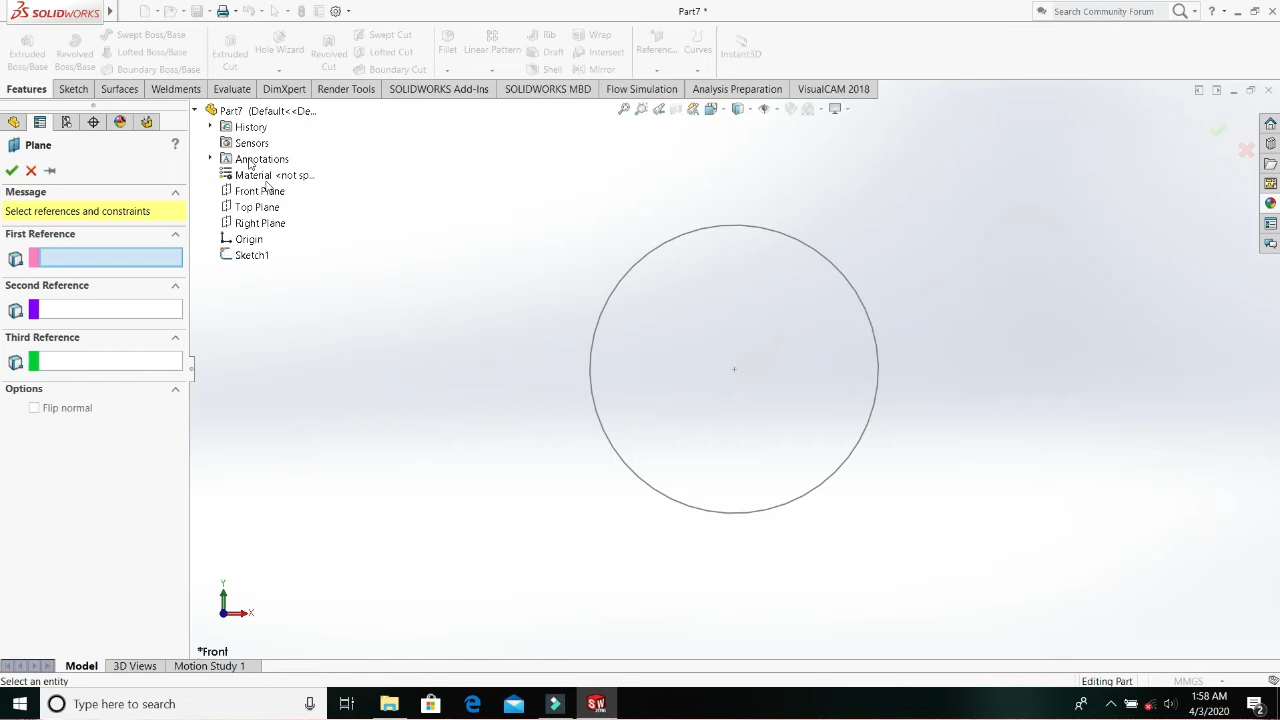 SOLIDWORKS
Part7 *
Search Community Forum
Extruded Boss/Base
Revolved Boss/Base
Swept Boss/Base
Lofted Boss/Base
Boundary Boss/Base
Extruded Cut
Hole Wizard
Revolved Cut
Swept Cut
Lofted Cut
Boundary Cut
Fillet
Linear Pattern
Rib
Draft
Shell
Wrap
Intersect
Mirror
Referenc...
Curves
Instant3D
Features
Sketch
Surfaces
Weldments
Evaluate
DimXpert
Render Tools
SOLIDWORKS Add-Ins
SOLIDWORKS MBD
Flow Simulation
Analysis Preparation
VisualCAM 2018
Plane
?
Message
Select references and constraints
First Reference
Second Reference
Third Reference
Options
Flip normal
Part7 (Default<<De...
History
Sensors
Annotations
Material <not sp...
Front Plane
Top Plane
Right Plane
Origin
Sketch1
Y
X
*Front
Model
3D Views
Motion Study 1
Select an entity
Editing Part
MMGS
Type here to search
1:58 AM
4/3/2020